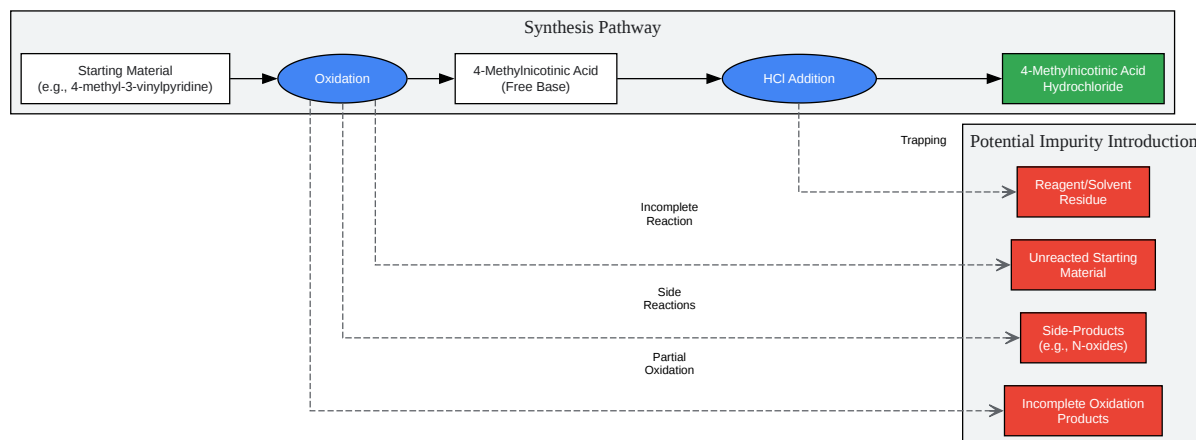 Synthesis Pathway
Starting Material
(e.g., 4-methyl-3-vinylpyridine)
Oxidation
4-Methylnicotinic Acid
(Free Base)
HCl Addition
4-Methylnicotinic Acid
Hydrochloride
Potential Impurity Introduction
Trapping
Reagent/Solvent
Residue
Incomplete
Reaction
Unreacted Starting
Material
Side
Reactions
Side-Products
(e.g., N-oxides)
Partial
Oxidation
Incomplete Oxidation
Products